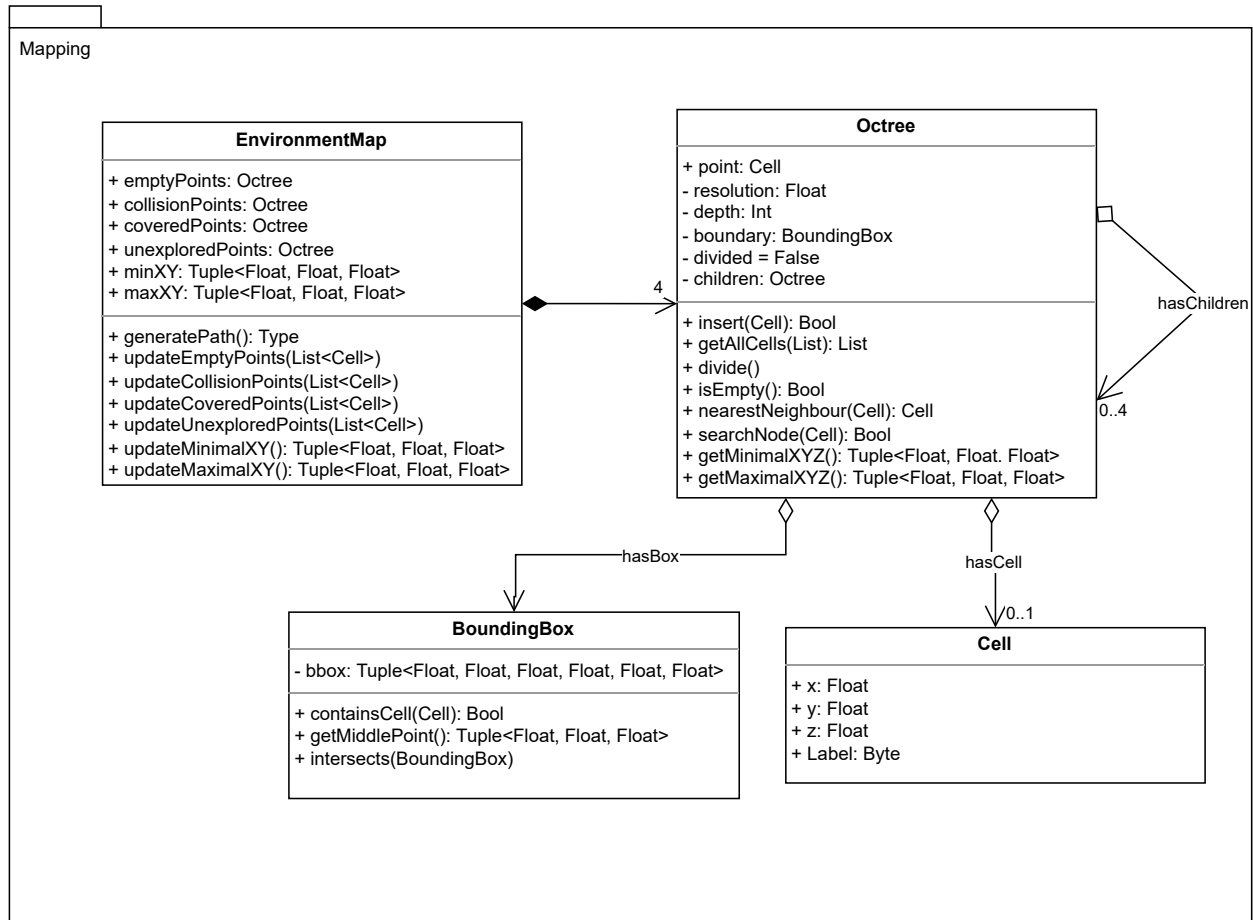 Mapping
EnvironmentMap
+ emptyPoints: Octree
+ collisionPoints: Octree
+ coveredPoints: Octree
+ unexploredPoints: Octree
+ minXY: Tuple<Float, Float, Float>
+ maxXY: Tuple<Float, Float, Float>
+ generatePath(): Type
+ updateEmptyPoints(List<Cell>)
+ updateCollisionPoints(List<Cell>)
+ updateCoveredPoints(List<Cell>)
+ updateUnexploredPoints(List<Cell>)
+ updateMinimalXY(): Tuple<Float, Float, Float>
+ updateMaximalXY(): Tuple<Float, Float, Float>
4
Octree
+ point: Cell
- resolution: Float
- depth: Int
- boundary: BoundingBox
- divided = False
- children: Octree
+ insert(Cell): Bool
+ getAllCells(List): List
+ divide()
+ isEmpty(): Bool
+ nearestNeighbour(Cell): Cell
+ searchNode(Cell): Bool
+ getMinimalXYZ(): Tuple<Float, Float. Float>
+ getMaximalXYZ(): Tuple<Float, Float, Float>
hasChildren
0..4
hasBox
hasCell
0..1
BoundingBox
- bbox: Tuple<Float, Float, Float, Float, Float, Float>
+ containsCell(Cell): Bool
+ getMiddlePoint(): Tuple<Float, Float, Float>
+ intersects(BoundingBox)
Cell
+ x: Float
+ y: Float
+ z: Float
+ Label: Byte